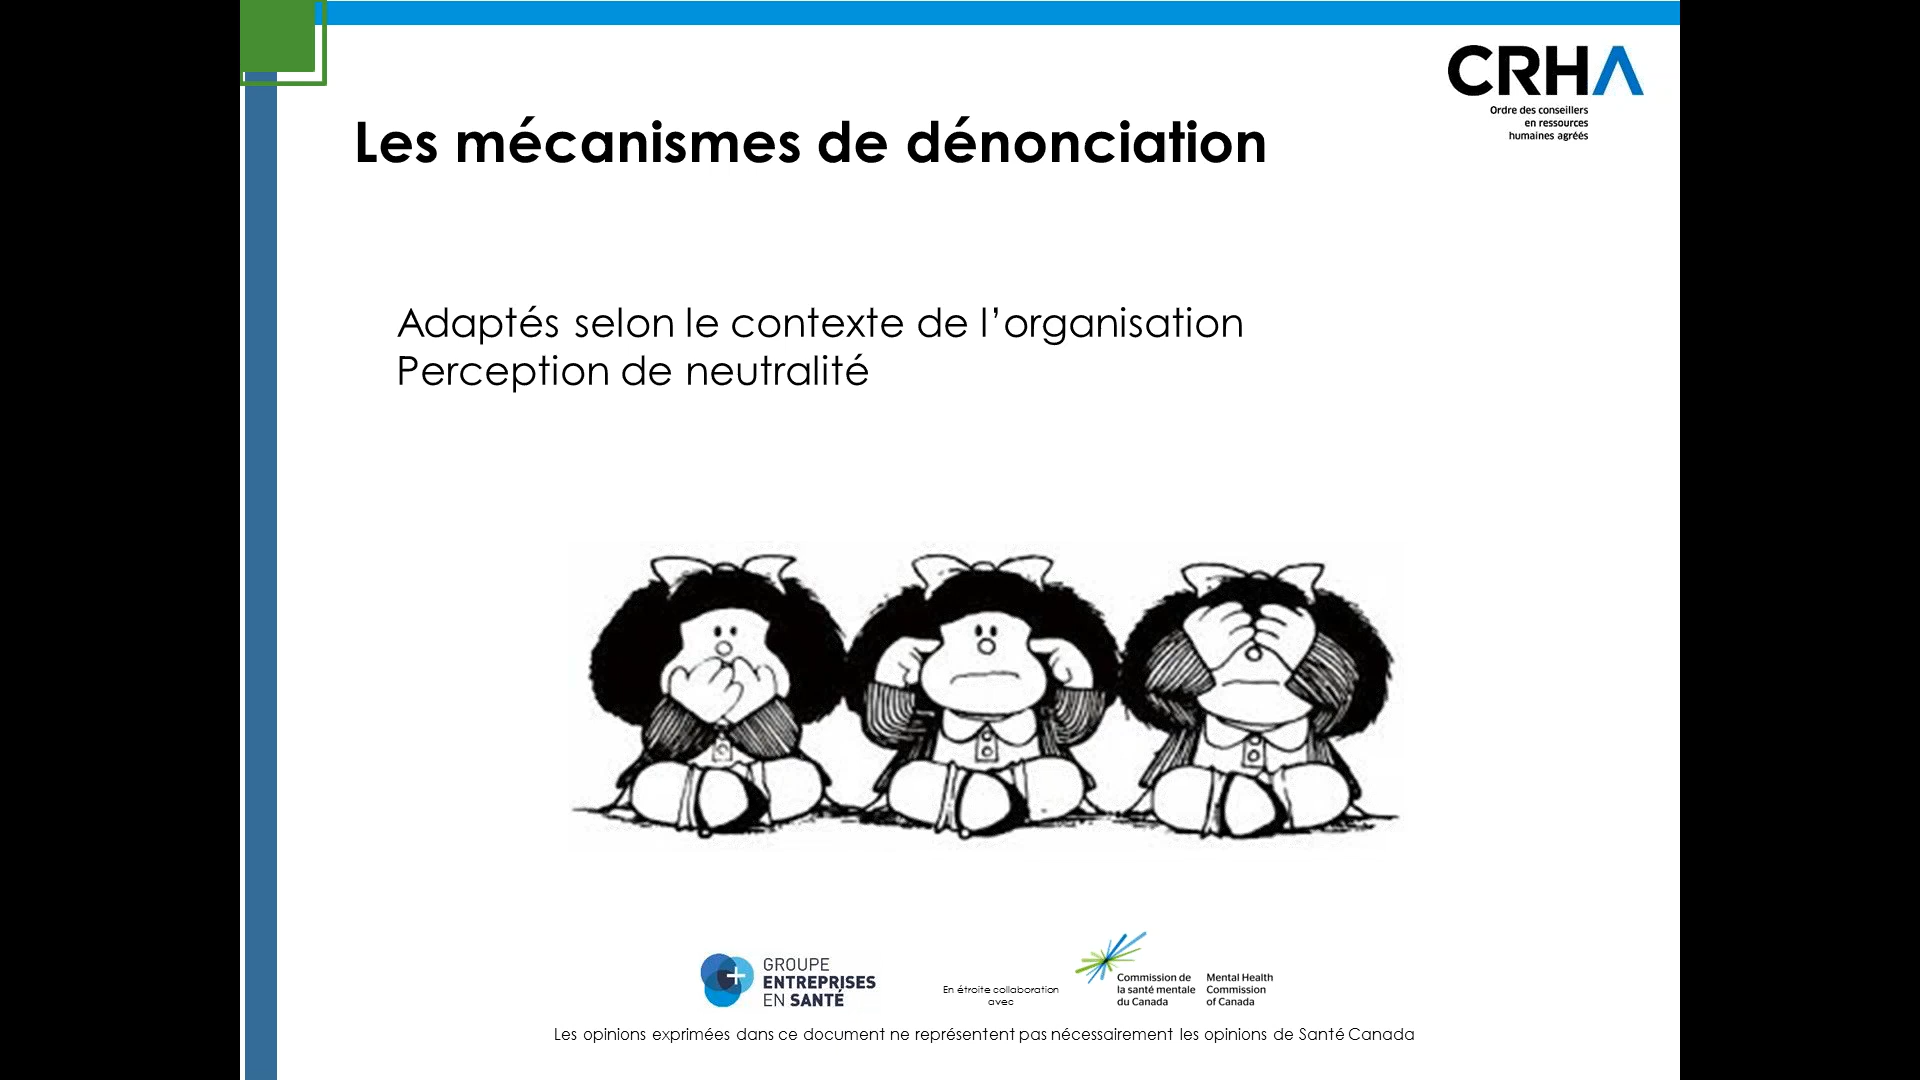 CRHA
Ordre des conseillers
en ressources
humaines agréés
Les mécanismes de dénonciation
Adaptés selon le contexte de l’organisation
Perception de neutralité
GROUPE
ENTREPRISES
EN SANTÉ
En étroite collaboration
avec
Commission de
la santé mentale
du Canada
Mental Health
Commission
of Canada
Les opinions exprimées dans ce document ne représentent pas nécessairement les opinions de Santé Canada